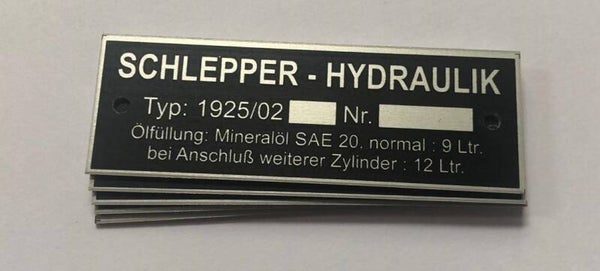 SCHLEPPER - HYDRAULIK
Typ: 1925/02 Nr.
Ölfüllung: Mineralöl SAE 20. normal : 9 Ltr.
bei Anschluß weiterer Zylinder : 12 Ltr.